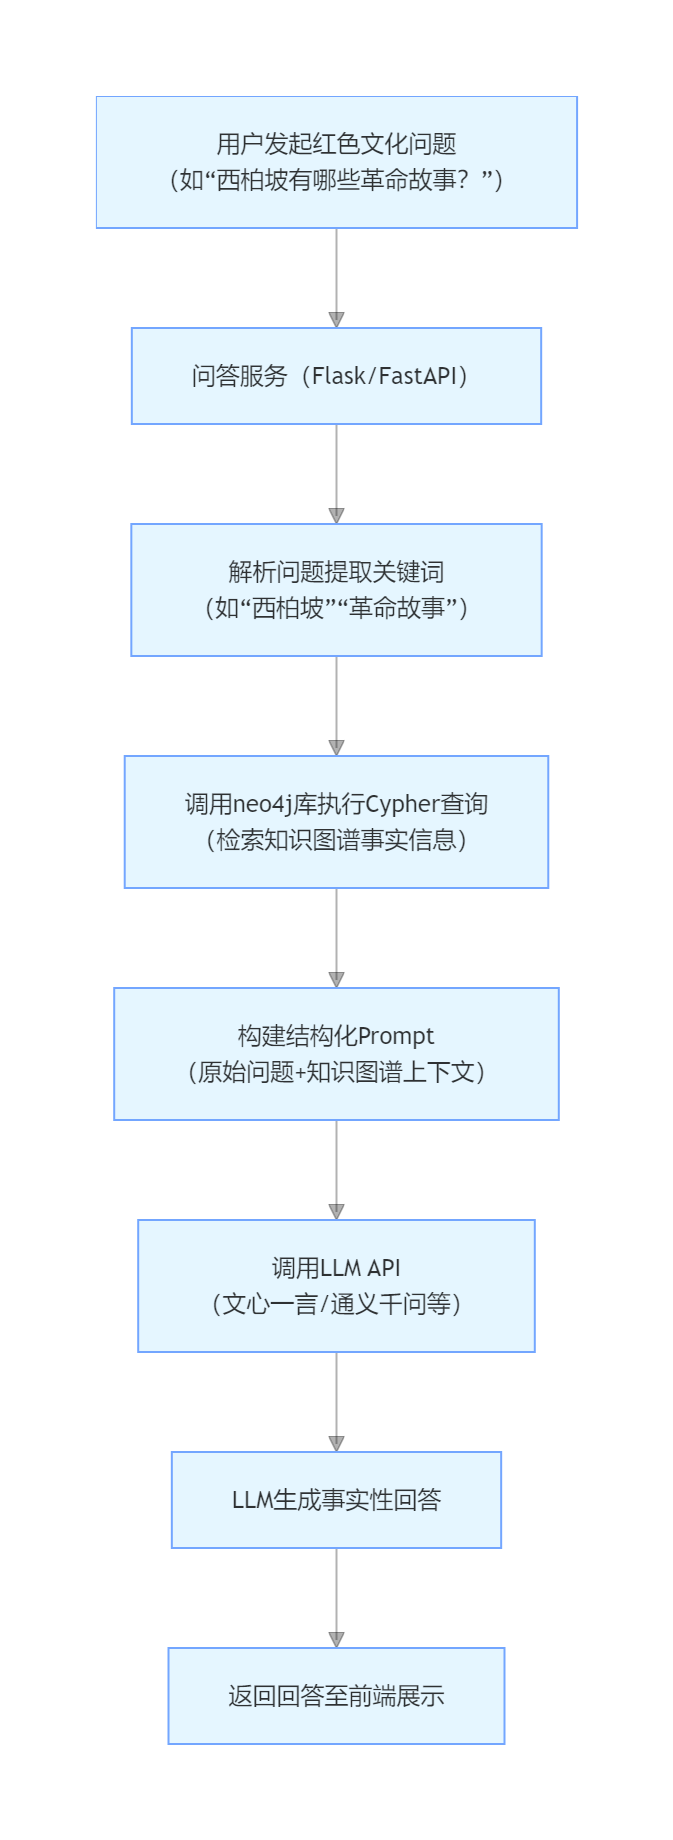 用户发起红色文化问题
（如“西柏坡有哪些革命故事？”）
问答服务（Flask/FastAPI）
解析问题提取关键词
（如“西柏坡”“革命故事”）
调用neo4j库执行Cypher查询
（检索知识图谱事实信息）
构建结构化Prompt
（原始问题+知识图谱上下文）
调用LLM API
（文心一言/通义千问等）
LLM生成事实性回答
返回回答至前端展示